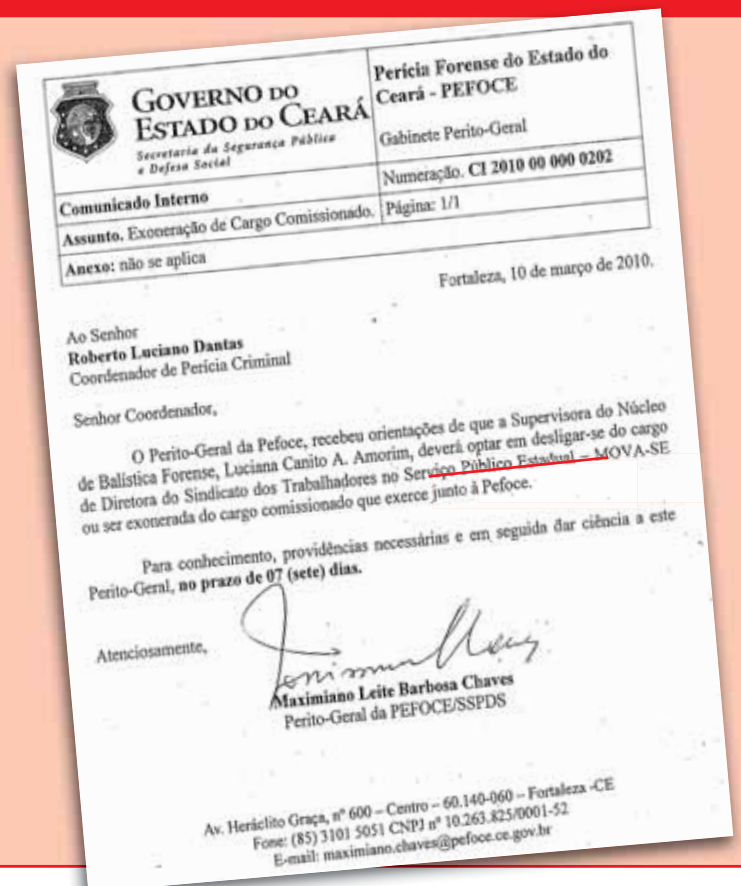 GOVERNO DO
ESTADO DO CEARÁ
Secretaria da Segurança Pública
e Defesa Social
Perícia Forense do Estado do
Ceará - PEFOCE
Gabinete Perito-Geral
Comunicado Interno
Numeração. CI 2010 00 000 0202
Assunto. Exoneração de Cargo Comissionado.
Página: 1/1
Anexo: não se aplica
Fortaleza, 10 de março de 2010.
Ao Senhor
Roberto Luciano Dantas
Coordenador de Perícia Criminal
Senhor Coordenador,
O Perito-Geral da Pefoce, recebeu orientações de que a Supervisora do Núcleo
de Balística Forense, Luciana Canito A. Amorim, deverá optar em desligar-se do cargo
de Diretora do Sindicato dos Trabalhadores no Serviço Público Estadual – MOVA-SE
ou ser exonerada do cargo comissionado que exerce junto à Pefoce.
Para conhecimento, providências necessárias e em seguida dar ciência a este
Perito-Geral, no prazo de 07 (sete) dias.
Atenciosamente,
Maximiano Leite Barbosa Chaves
Perito-Geral da PEFOCE/SSPDS
Av. Heráclito Graça, nº 600 – Centro – 60.140-060 – Fortaleza -CE
Fone: (85) 3101 5051 CNPJ nº 10.263.825/0001-52
E-mail: maximiano.chaves@pefoce.ce.gov.br